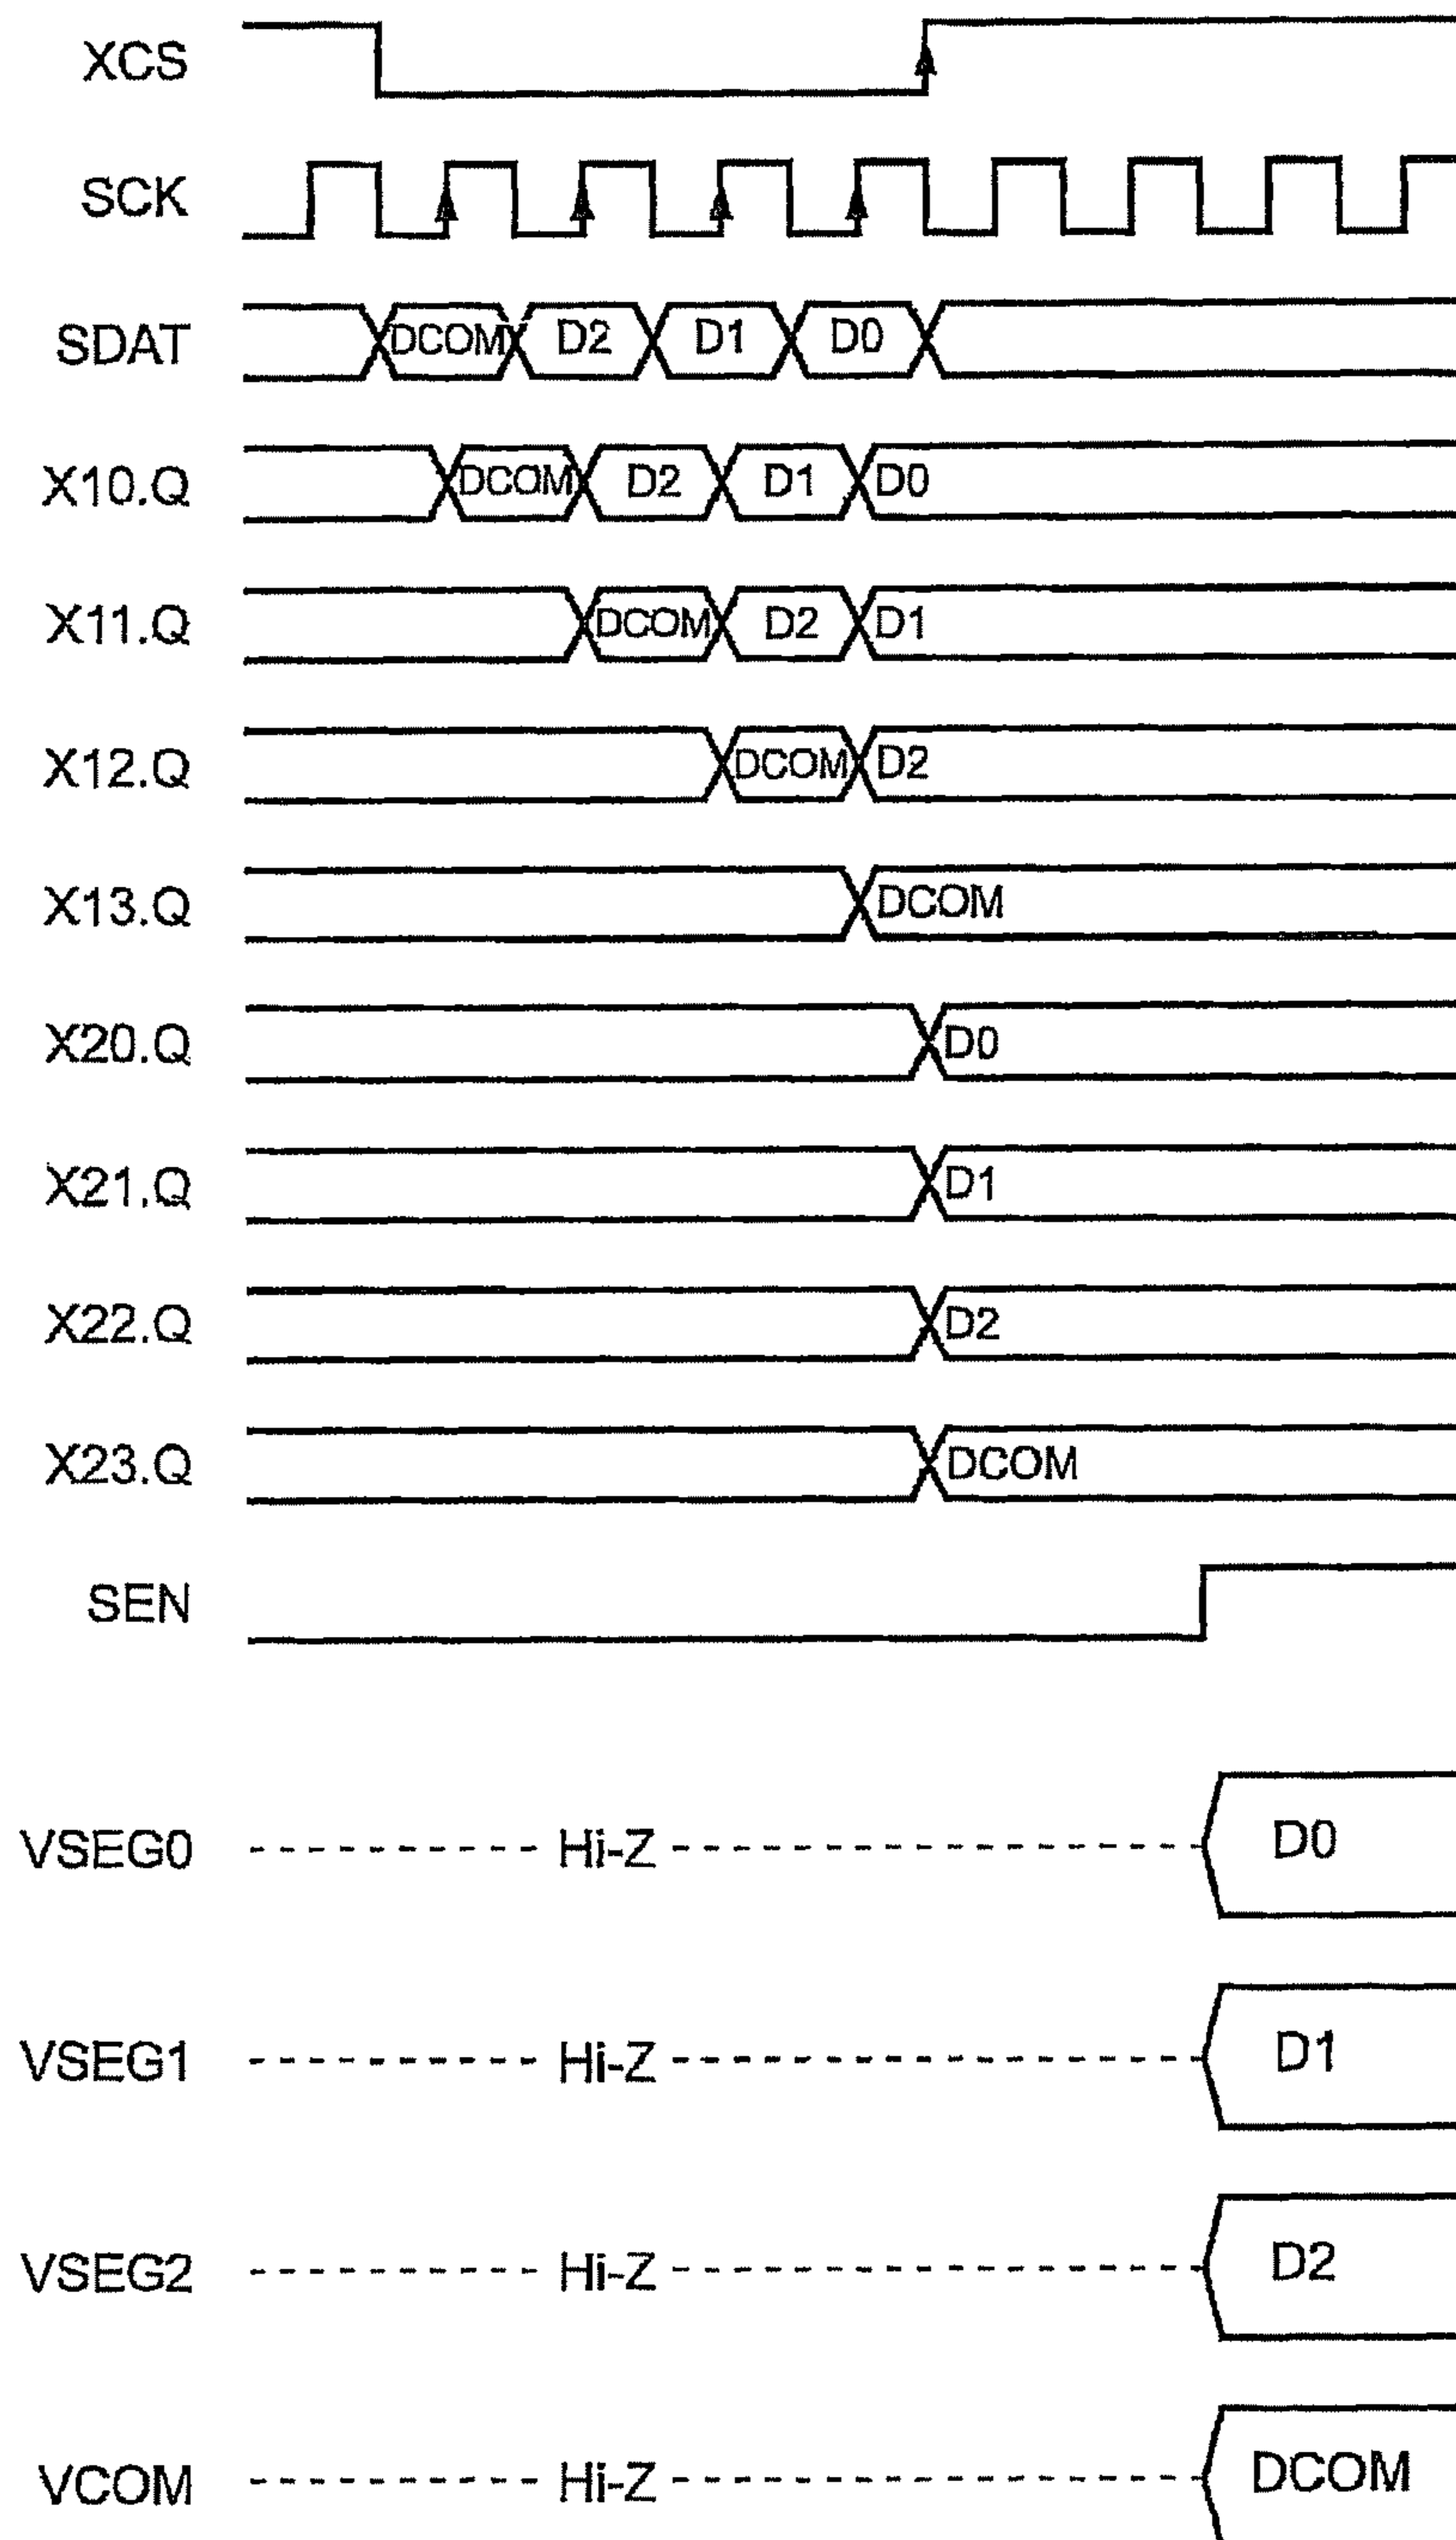 XCS
SCK
SDAT DCOM D2 D1 D0
X10.Q DCOM D2 D1 D0
X11.Q DCOM D2 D1
X12.Q DCOM D2
X13.Q DCOM
X20.Q D0
X21.Q D1
X22.Q D2
X23.Q DCOM
SEN
VSEG0 Hi-Z D0
VSEG1 Hi-Z D1
VSEG2 Hi-Z D2
VCOM Hi-Z DCOM